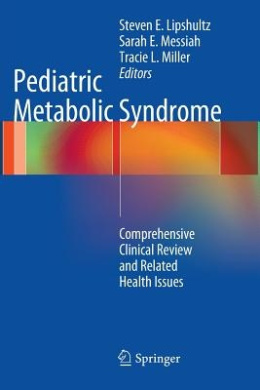 Steven E. Lipshultz
Sarah E. Messiah
Tracie L. Miller
Editors
Pediatric
Metabolic Syndrome
Comprehensive
Clinical Review
and Related
Health Issues
Springer